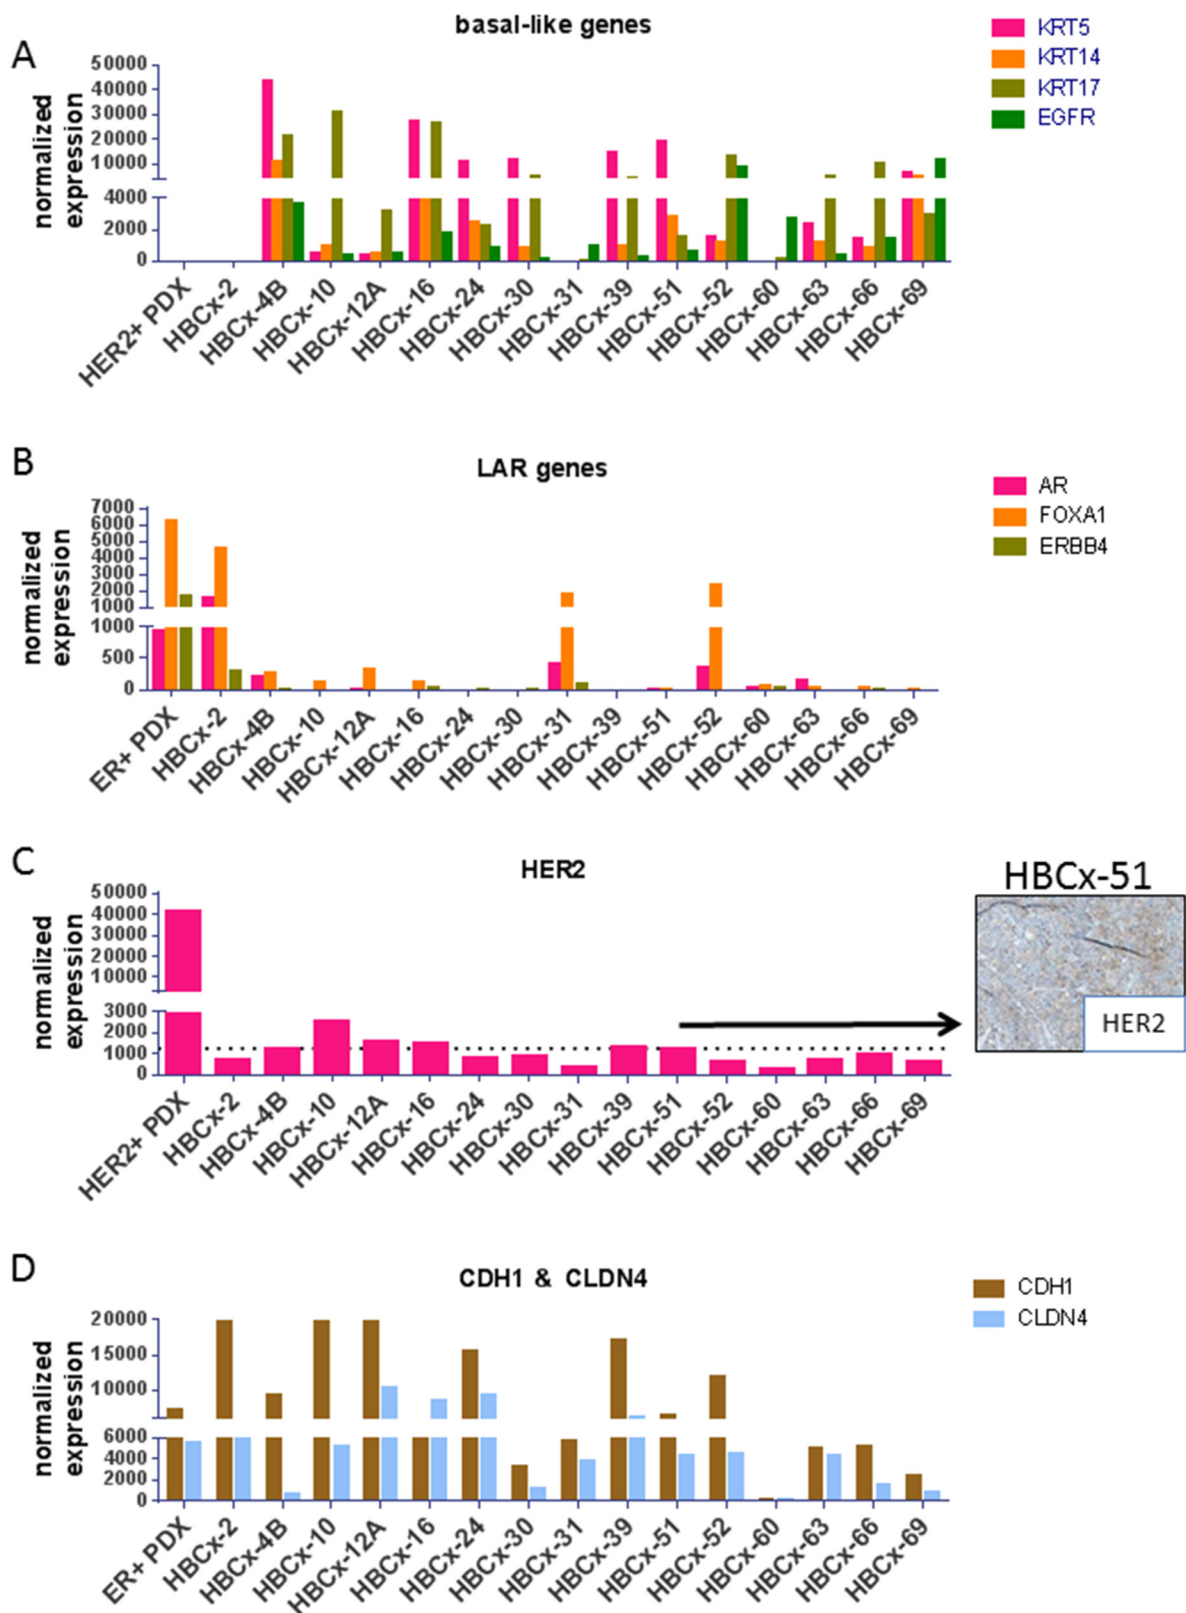 A
basal-like genes
KRT5
KRT14
KRT17
EGFR
normalized
expression
50000
40000
30000
20000
10000
4000
2000
0
HER2+ PDX
HBCx-2
HBCx-4B
HBCx-10
HBCx-12A
HBCx-16
HBCx-24
HBCx-30
HBCx-31
HBCx-39
HBCx-51
HBCx-52
HBCx-60
HBCx-63
HBCx-66
HBCx-69
B
LAR genes
AR
FOXA1
ERBB4
normalized
expression
7000
6000
5000
4000
3000
2000
1000
1000
500
0
ER+ PDX
HBCx-2
HBCx-4B
HBCx-10
HBCx-12A
HBCx-16
HBCx-24
HBCx-30
HBCx-31
HBCx-39
HBCx-51
HBCx-52
HBCx-60
HBCx-63
HBCx-66
HBCx-69
C
HER2
HBCx-51
HER2
normalized
expression
50000
40000
30000
20000
10000
3000
2000
1000
0
HER2+ PDX
HBCx-2
HBCx-4B
HBCx-10
HBCx-12A
HBCx-16
HBCx-24
HBCx-30
HBCx-31
HBCx-39
HBCx-51
HBCx-52
HBCx-60
HBCx-63
HBCx-66
HBCx-69
D
CDH1 & CLDN4
CDH1
CLDN4
normalized
expression
20000
15000
10000
6000
4000
2000
0
ER+ PDX
HBCx-2
HBCx-4B
HBCx-10
HBCx-12A
HBCx-16
HBCx-24
HBCx-30
HBCx-31
HBCx-39
HBCx-51
HBCx-52
HBCx-60
HBCx-63
HBCx-66
HBCx-69